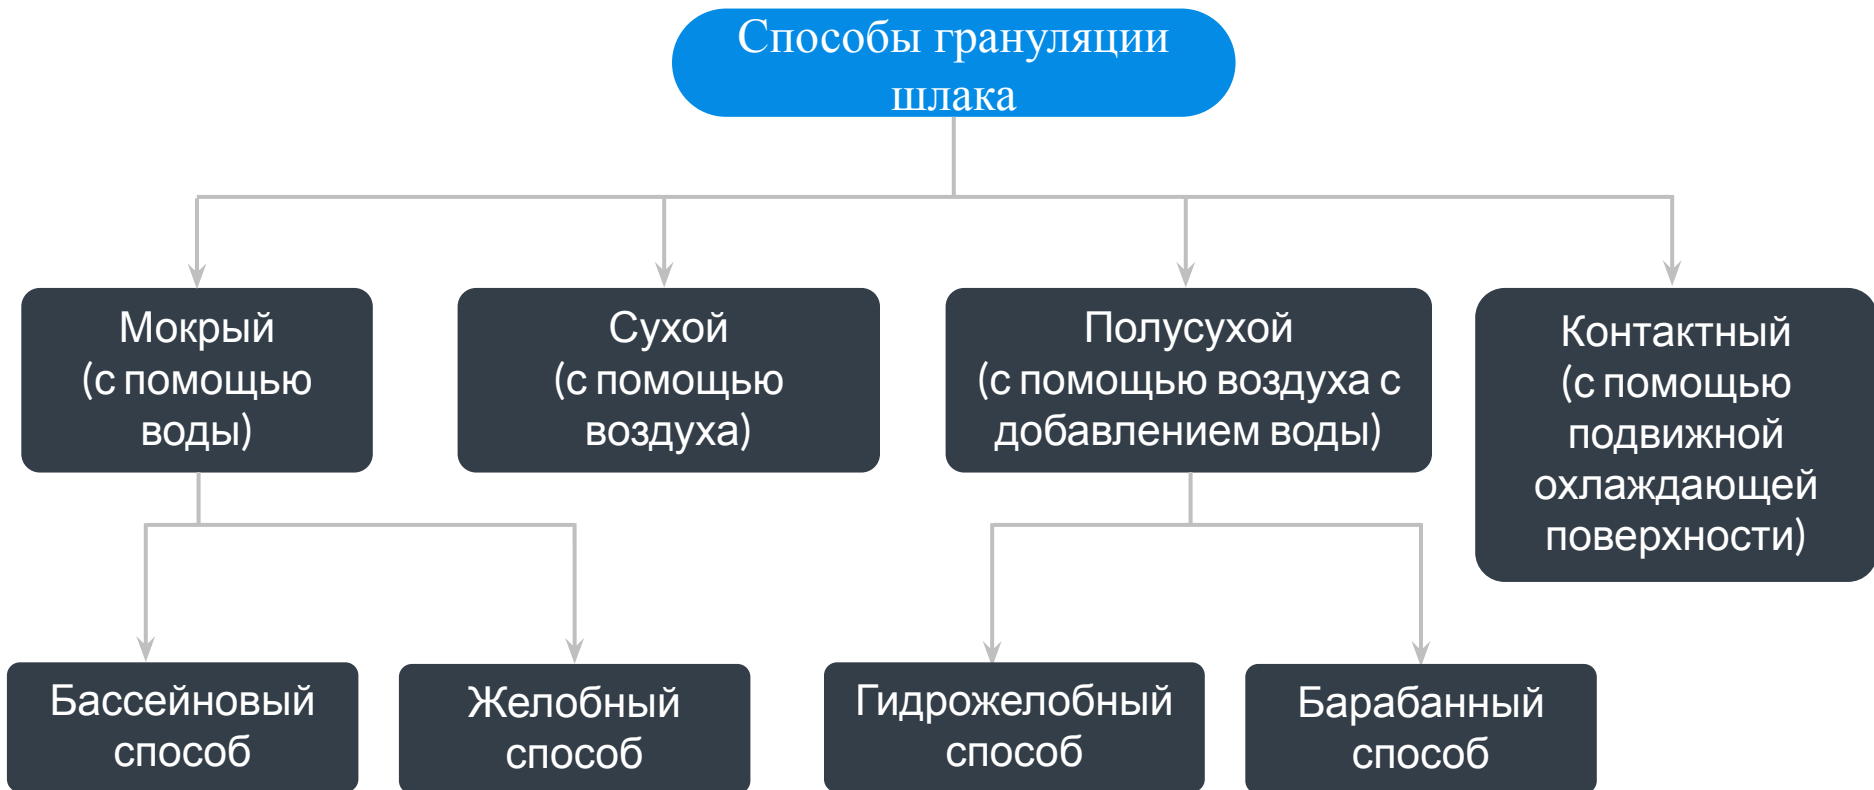 Способы грануляции
шлака
Мокрый
(с помощью
воды)
Сухой
(с помощью
воздуха)
Полусухой
(с помощью воздуха с
добавлением воды)
Контактный
(с помощью
подвижной
охлаждающей
поверхности)
Бассейновый
способ
Желобный
способ
Гидрожелобный
способ
Барабанный
способ